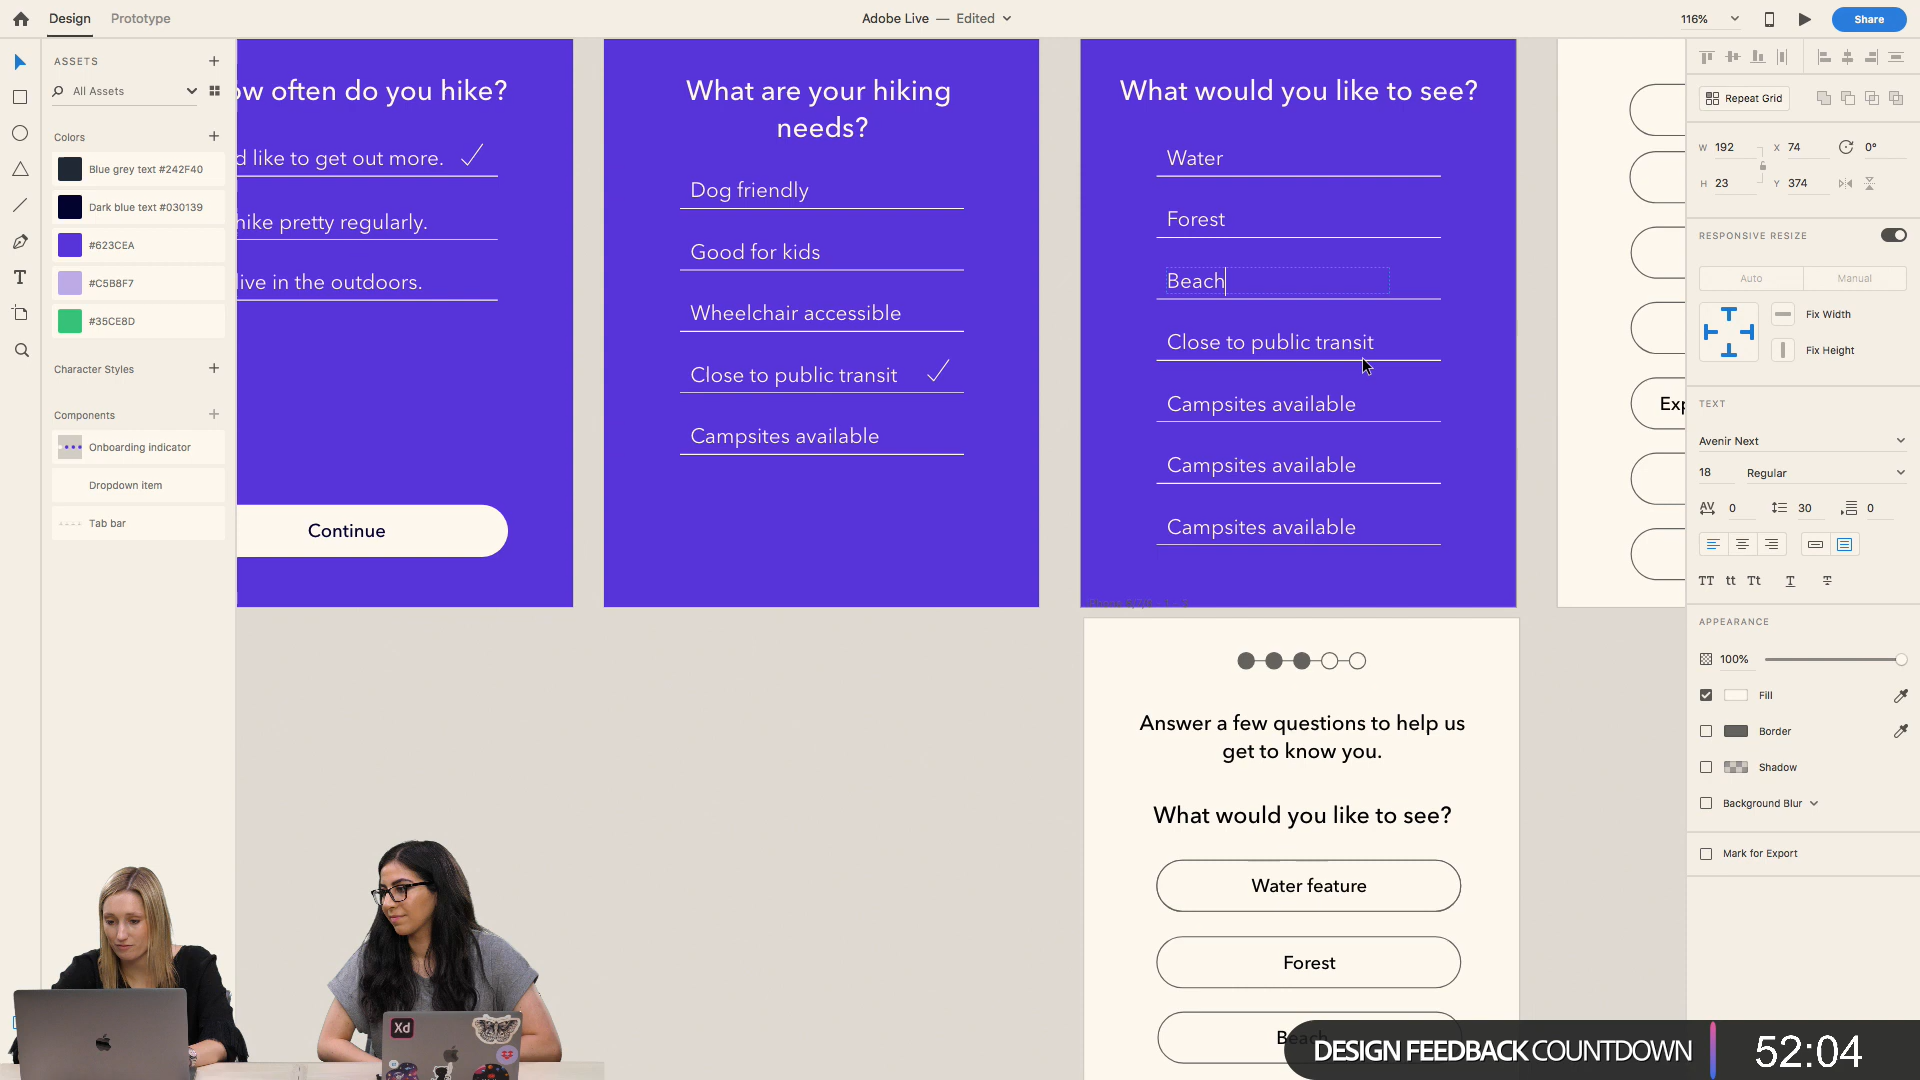 Design
Prototype
Adobe Live — Edited
116%
Share
ASSETS
All Assets
Colors
Blue grey text #242F40
Dark blue text #030139
#623CEA
#C5B8F7
#35CE8D
Character Styles
Components
Onboarding indicator
Dropdown item
Tab bar
ow often do you hike?
d like to get out more.
hike pretty regularly.
live in the outdoors.
Continue
What are your hiking
needs?
Dog friendly
Good for kids
Wheelchair accessible
Close to public transit
Campsites available
What would you like to see?
Water
Forest
Beach
Close to public transit
Campsites available
Campsites available
Campsites available
Answer a few questions to help us
get to know you.
What would you like to see?
Water feature
Forest
Beach
Exp
Repeat Grid
W 192 X 74 0°
H 23 Y 374
RESPONSIVE RESIZE
Auto Manual
Fix Width
Fix Height
TEXT
Avenir Next
18 Regular
AV 0 30 0
TT tt Tt T T
APPEARANCE
100%
Fill
Border
Shadow
Background Blur
Mark for Export
Xd
DESIGN FEEDBACK COUNTDOWN
52:04